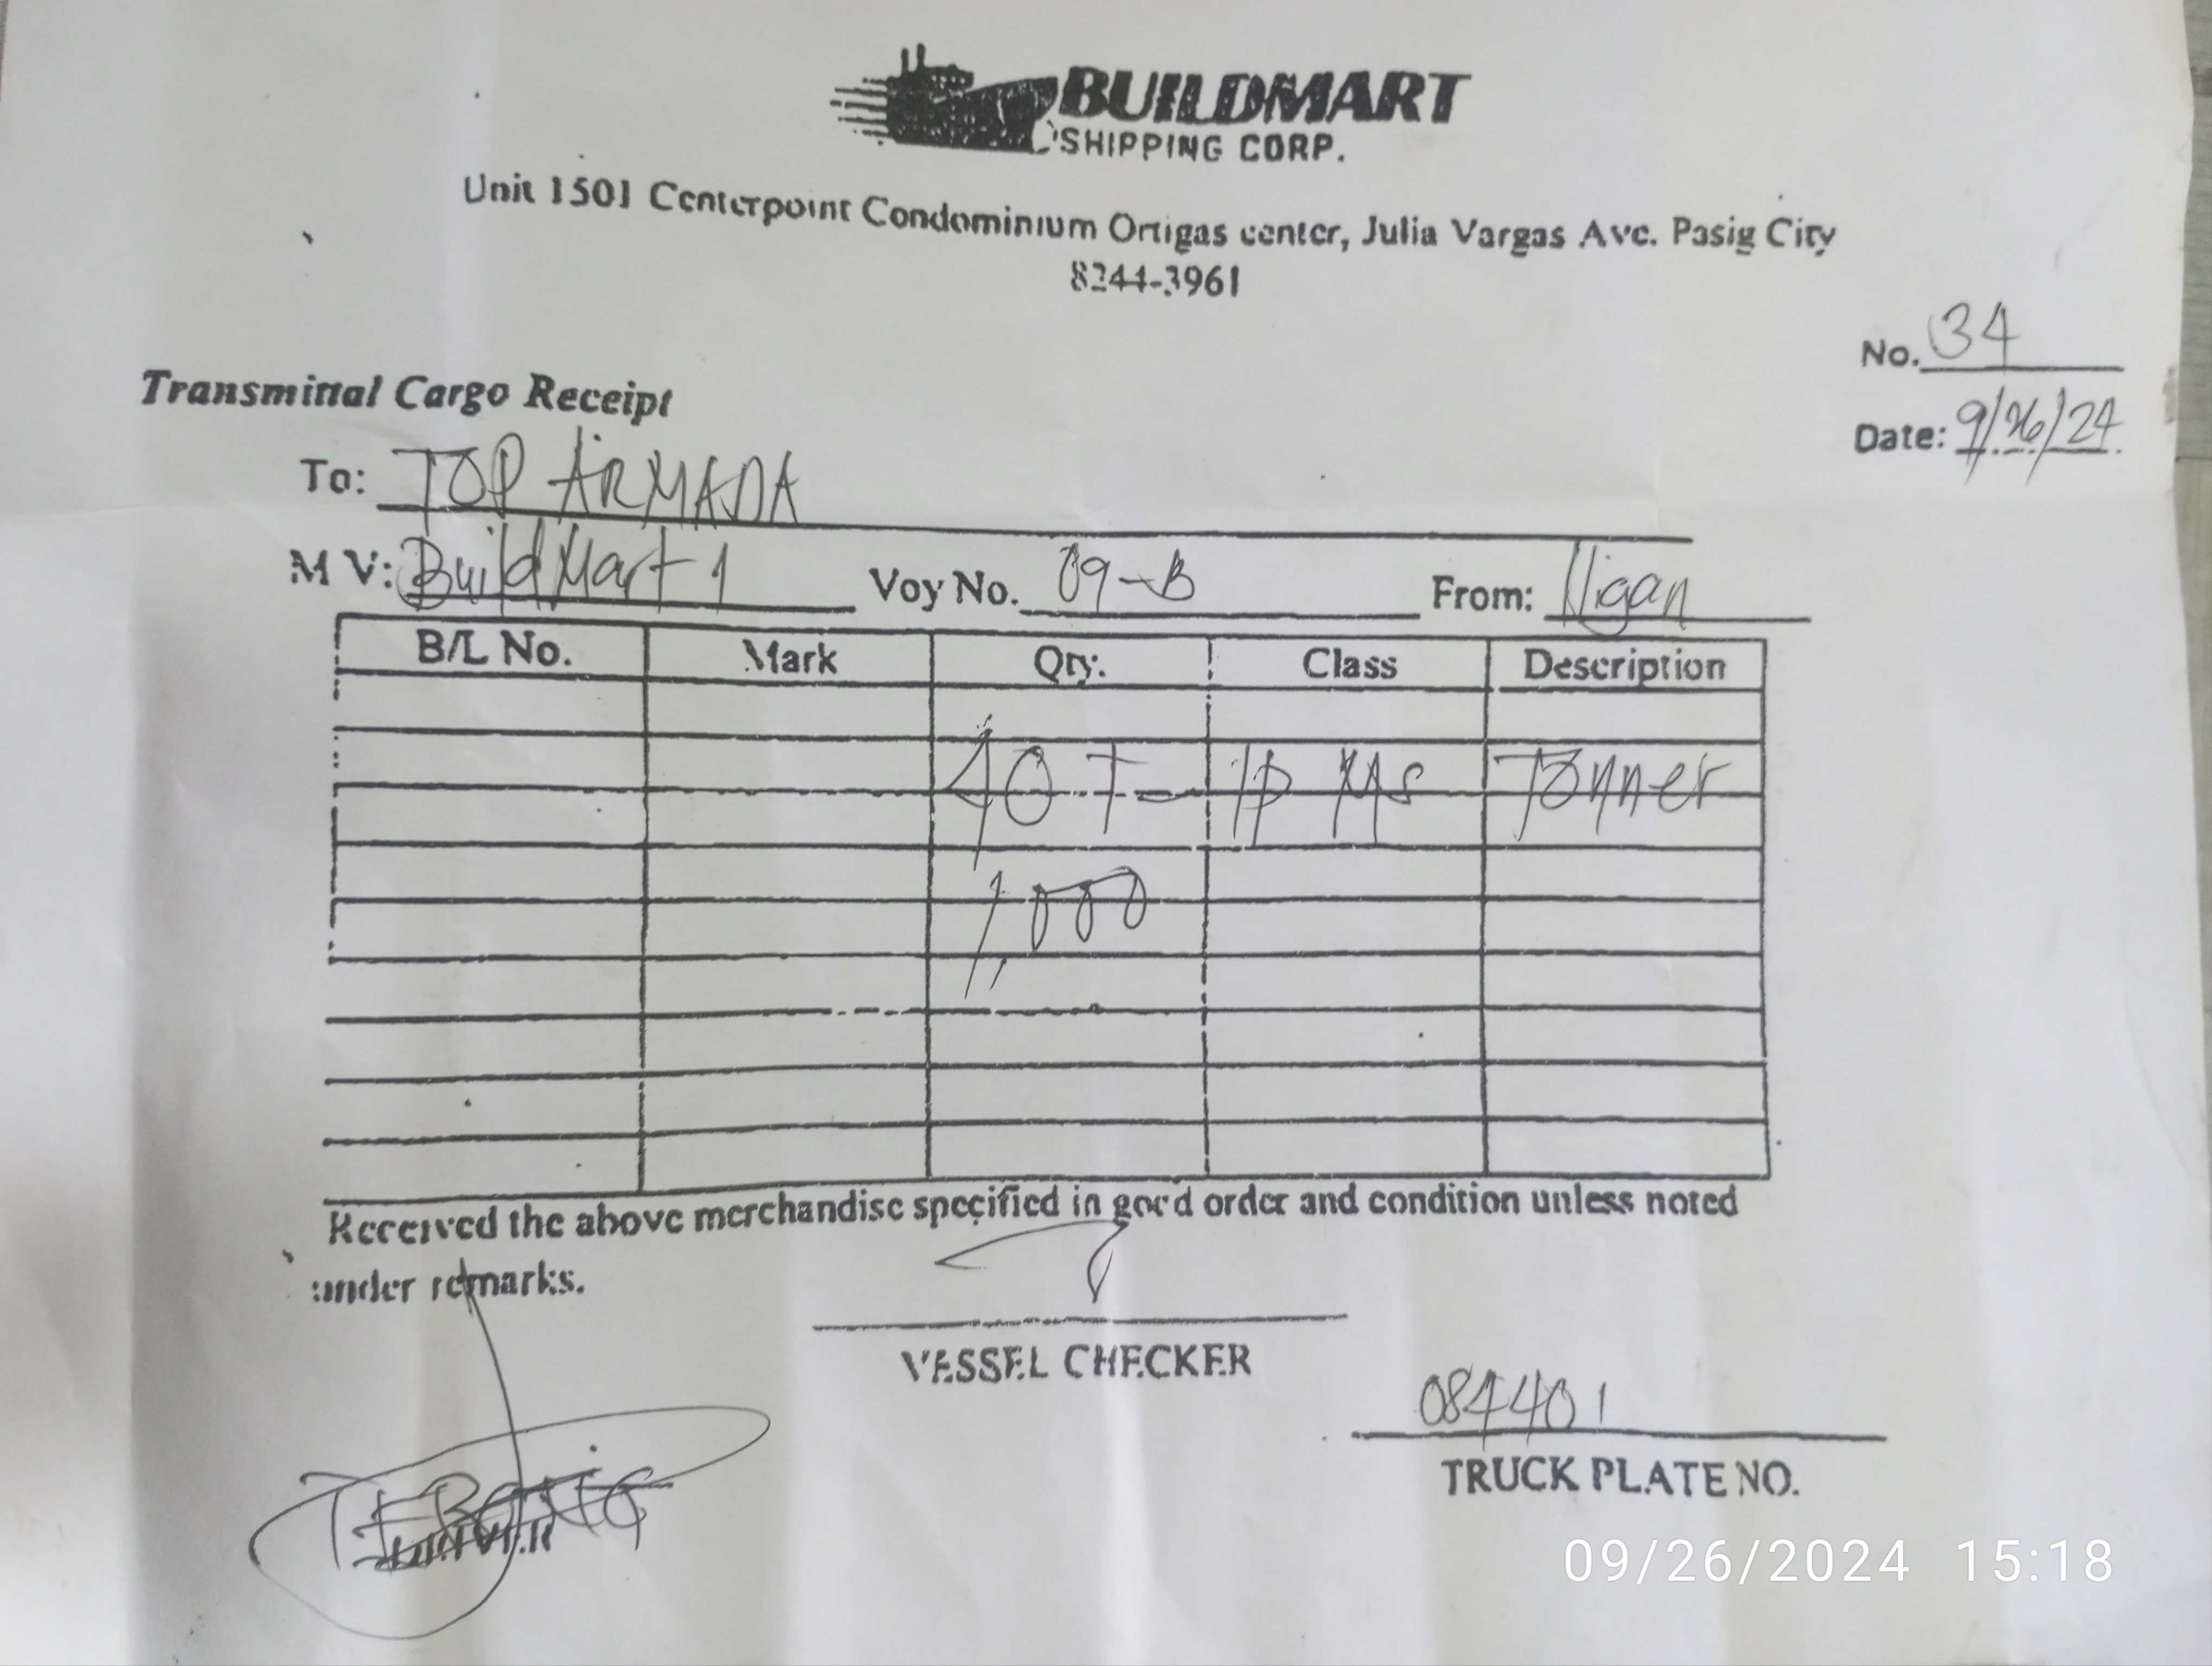 BUILDMART
SHIPPING CORP.
Unit 1501 Centerpoint Condominium Ortigas center, Julia Vargas Ave. Pasig City
8244-3961
No. 34
Date: 9/26/24
Transmittal Cargo Receipt
To: TOP ARMADA
M V: BuildMart 1 Voy No. 09-B From: Iligan
B/L No. Mark Qty. Class Description
40 T- 1P Tonner
1,000
Received the above merchandise specified in good order and condition unless noted
under remarks.
VESSEL CHECKER
084401
TRUCK PLATE NO.
09/26/2024 15:18